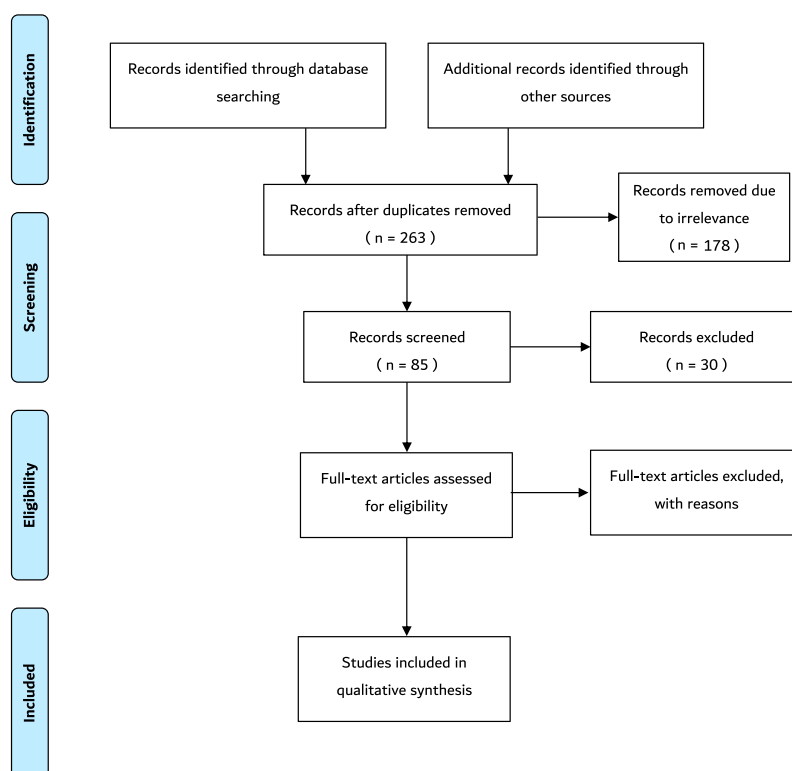 Identification
Records identified through database
searching
Additional records identified through
other sources
Records after duplicates removed
( n = 263 )
Records removed due
to irrelevance
( n = 178 )
Screening
Records screened
( n = 85 )
Records excluded
( n = 30 )
Eligibility
Full-text articles assessed
for eligibility
Full-text articles excluded,
with reasons
Included
Studies included in
qualitative synthesis